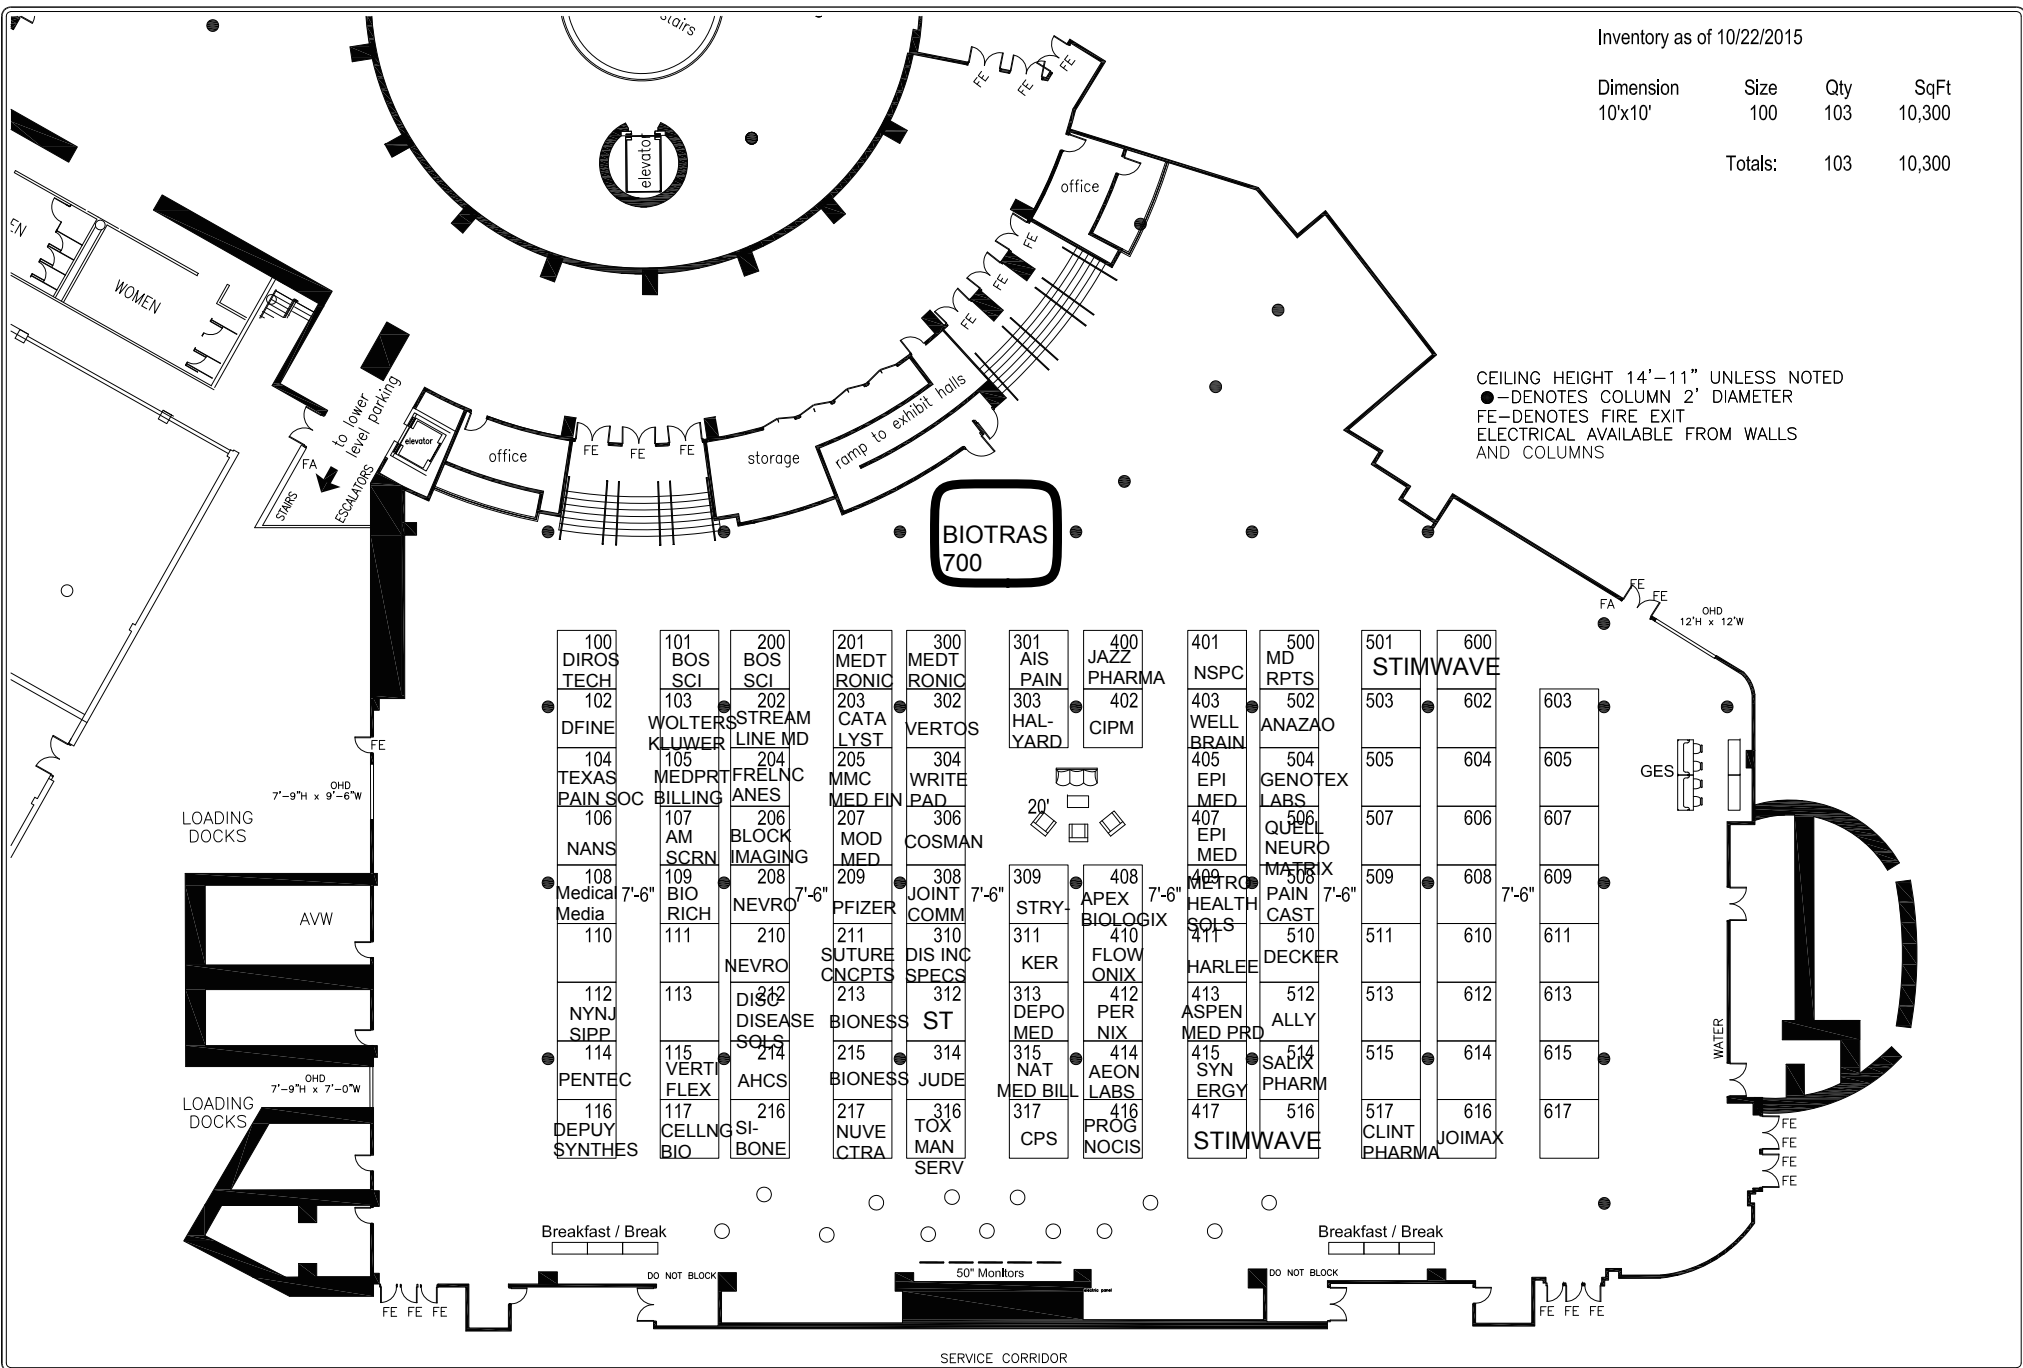 stairs
Inventory as of 10/22/2015
Dimension Size Qty SqFt
10'x10' 100 103 10,300
Totals: 103 10,300
FE
FE
FE
elevator
office
EN
WOMEN
FE
FE
FE
to lower
level parking
elevator
office
FE
FE
FE
storage
ramp to exhibit halls
FA
STAIRS
ESCALATORS
CEILING HEIGHT 14'-11" UNLESS NOTED
-DENOTES COLUMN 2' DIAMETER
FE-DENOTES FIRE EXIT
ELECTRICAL AVAILABLE FROM WALLS
AND COLUMNS
BIOTRAS
700
FE
FA
FE
OHD
12'H x 12'W
100
DIROS
TECH
101
BOS
SCI
200
BOS
SCI
201
MEDT
RONIC
300
MEDT
RONIC
301
AIS
PAIN
400
JAZZ
PHARMA
401
NSPC
500
MD
RPTS
501
600
STIMWAVE
102
DFINE
103
WOLTERS
KLUWER
202
STREAM
LINE MD
203
CATA
LYST
302
VERTOS
303
HAL-
YARD
402
CIPM
403
WELL
BRAIN
502
ANAZAO
503
602
603
FE
104
TEXAS
PAIN SOC
105
MEDPRT
BILLING
204
FRELNC
ANES
205
MMC
MED FIN
304
WRITE
PAD
405
EPI
MED
504
GENOTEX
LABS
505
604
605
GES
OHD
7'-9"H x 9'-6"W
LOADING
DOCKS
106
NANS
107
AM
SCRN
206
BLOCK
IMAGING
207
MOD
MED
306
COSMAN
20'
407
EPI
MED
506
QUELL
NEURO
MATRIX
507
606
607
108
Medical
Media
7'-6"
109
BIO
RICH
208
NEVRO
7'-6"
209
PFIZER
308
JOINT
COMM
7'-6"
309
STRY-
408
APEX
BIOLOGIX
7'-6"
409
METRO
HEALTH
SOLS
508
PAIN
CAST
7'-6"
509
608
7'-6"
609
AVW
110
111
210
NEVRO
211
SUTURE
CNCPTS
310
DIS INC
SPECS
311
KER
410
FLOW
ONIX
411
HARLEE
510
DECKER
511
610
611
112
NYNJ
SIPP
113
212
DISC
DISEASE
SOLS
213
BIONESS
312
ST
313
DEPO
MED
412
PER
NIX
413
ASPEN
MED PRD
512
ALLY
513
612
613
WATER
OHD
7'-9"H x 7'-0"W
LOADING
DOCKS
114
PENTEC
115
VERTI
FLEX
214
AHCS
215
BIONESS
314
JUDE
315
NAT
MED BILL
414
AEON
LABS
415
SYN
ERGY
514
SALIX
PHARM
515
614
615
116
DEPUY
SYNTHES
117
CELLNG
BIO
216
SI-
BONE
217
NUVE
CTRA
316
TOX
MAN
SERV
317
CPS
416
PROG
NOCIS
417
516
STIMWAVE
517
CLINT
PHARMA
616
JOIMAX
617
FE
FE
FE
FE
Breakfast / Break
Breakfast / Break
DO NOT BLOCK
50" Monitors
DO NOT BLOCK
electric panel
FE FE FE
FE FE FE
SERVICE CORRIDOR